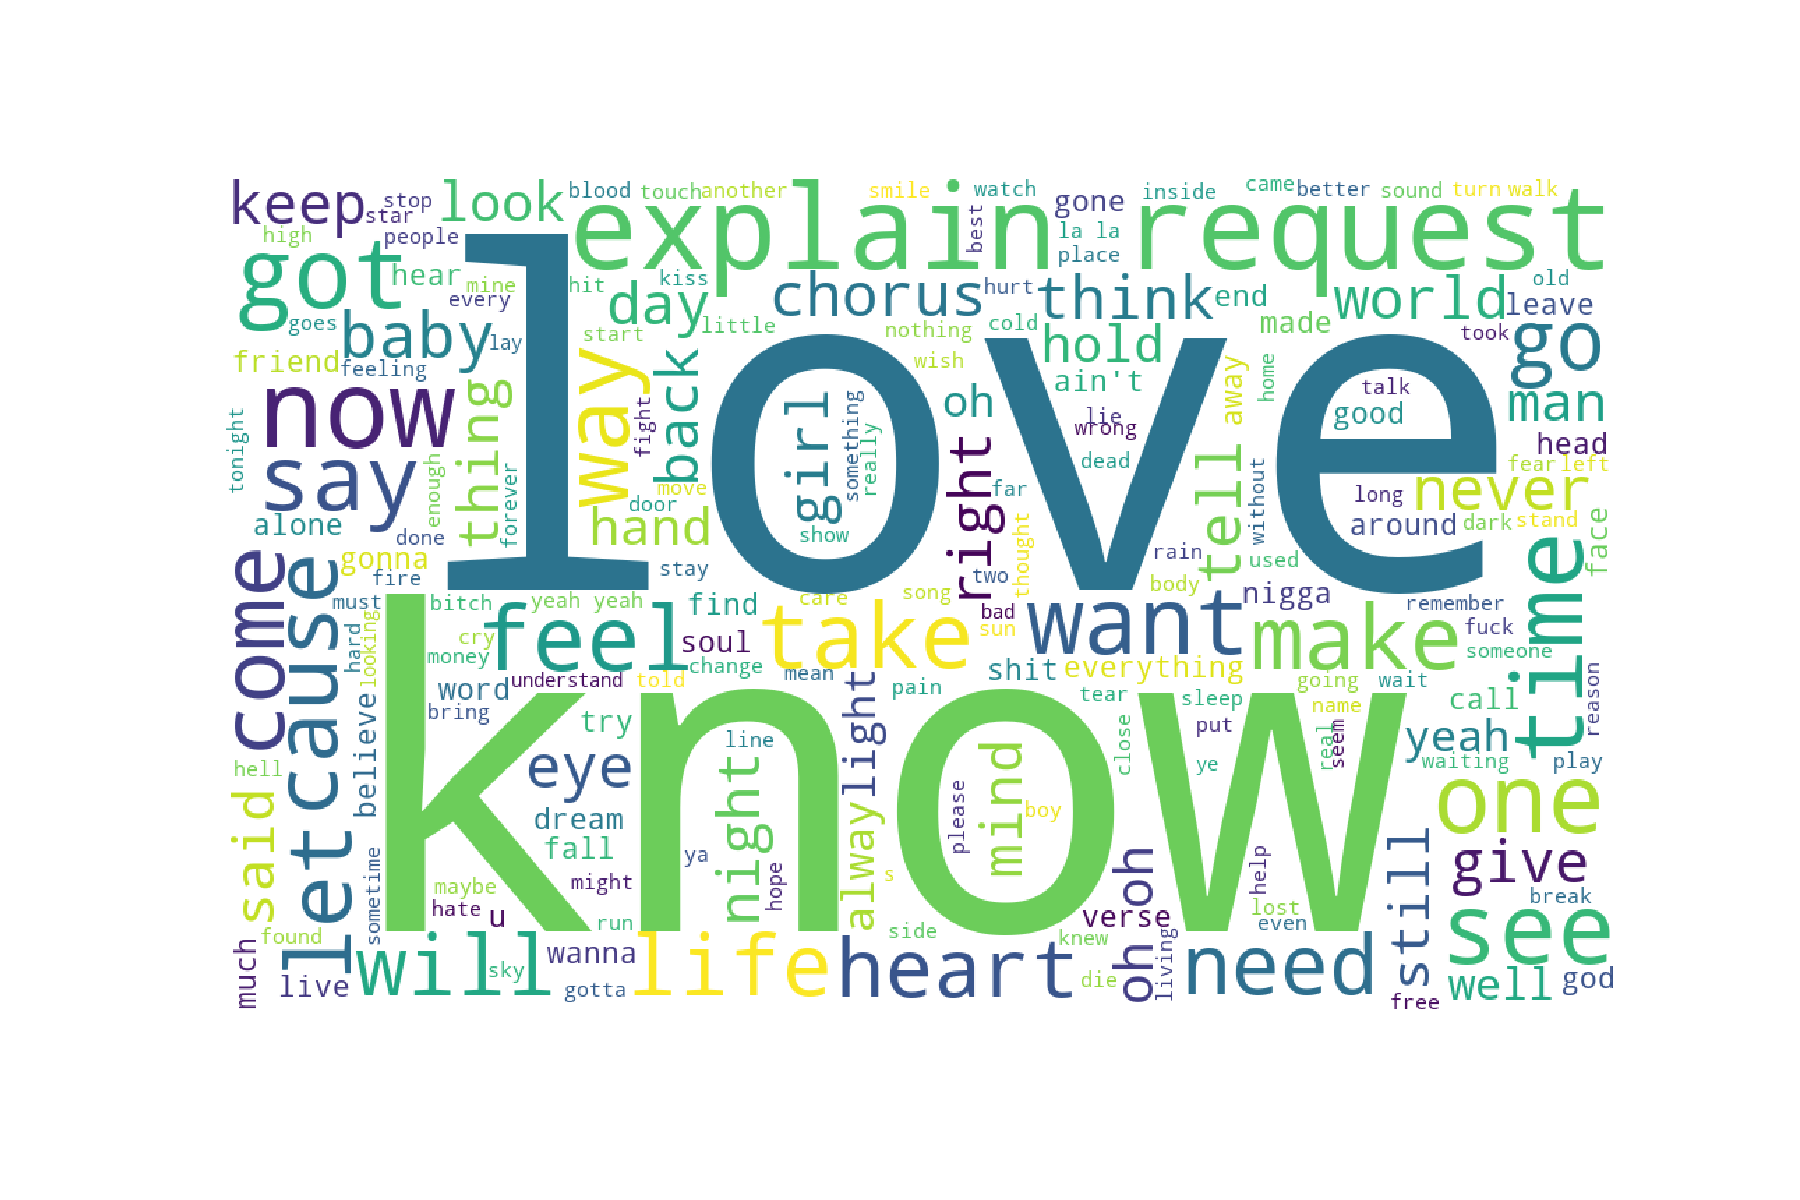 keep
stop
star
look
blood
touch
another
smile
watch
gone
inside
came
better
sound
turn
walk
explain request
best
la la
place
high
people
got
hear
mine
every
goes
hit
day
kiss
chorus
hurt
think
end
world
old
leave
baby
lay
start
little
nothing
cold
hold
made
took
go
friend
feeling
love
wish
ain't
away
home
talk
man
now
thing
way
fight
back
girl
something
really
oh
lie
wrong
good
head
tonight
say
enough
forever
move
door
right
dead
tell
without
long
fear
left
never
alone
done
hand
show
far
thought
around
dark
stand
face
gonna
fire
stay
two
rain
body
used
time
come
cause
must
bitch
yeah yeah
find
care
song
bad
sun
want
nigga
remember
fuck
hard
looking
cry
money
feel
soul
take
change
shit
everything
make
someone
understand
told
mean
pain
tear
sleep
going
wait
reason
believe
word
bring
try
know
line
light
close
put
name
real
seem
call
yeah
waiting
play
hell
eye
night
ye
said
let
dream
fall
ya
alway
please
mind
boy
one
sometime
maybe
might
hope
s
help
still
give
hate
u
run
oh oh
verse
lost
even
break
see
much
found
live
will
sky
wanna
gotta
life
side
heart
knew
die
living
need
free
well
god